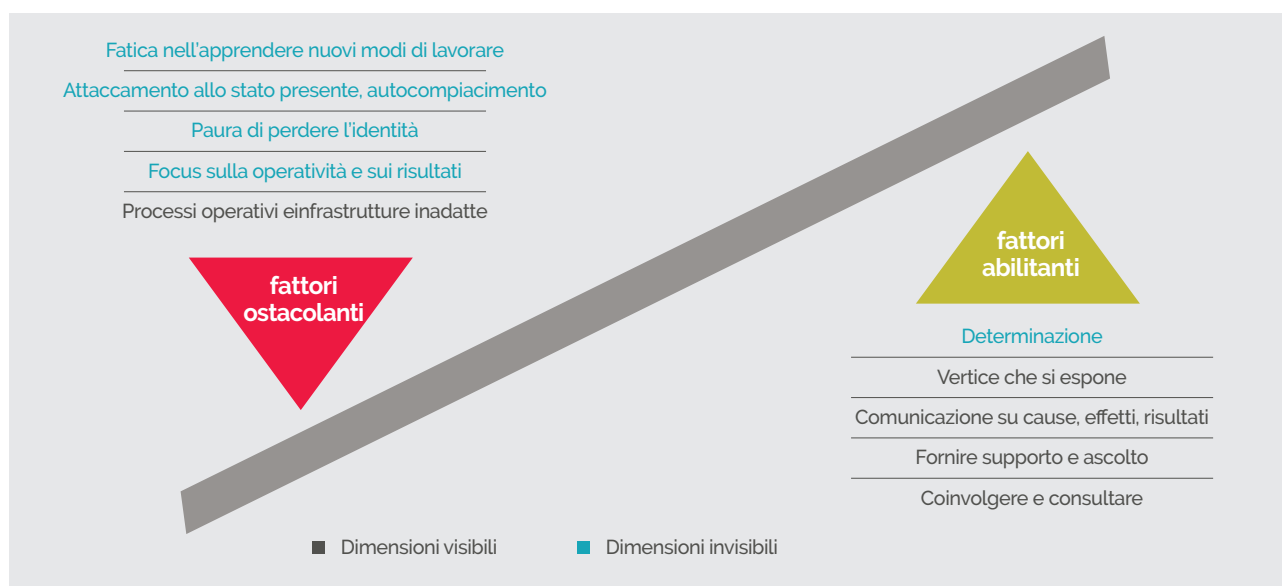 Fatica nell'apprendere nuovi modi di lavorare
Attaccamento allo stato presente, autocompiacimento
Paura di perdere l'identità
Focus sulla operatività e sui risultati
Processi operativi einfrastrutture inadatte
fattori
ostacolanti
fattori
abilitanti
Determinazione
Vertice che si espone
Comunicazione su cause, effetti, risultati
Fornire supporto e ascolto
Coinvolgere e consultare
Dimensioni visibili
Dimensioni invisibili